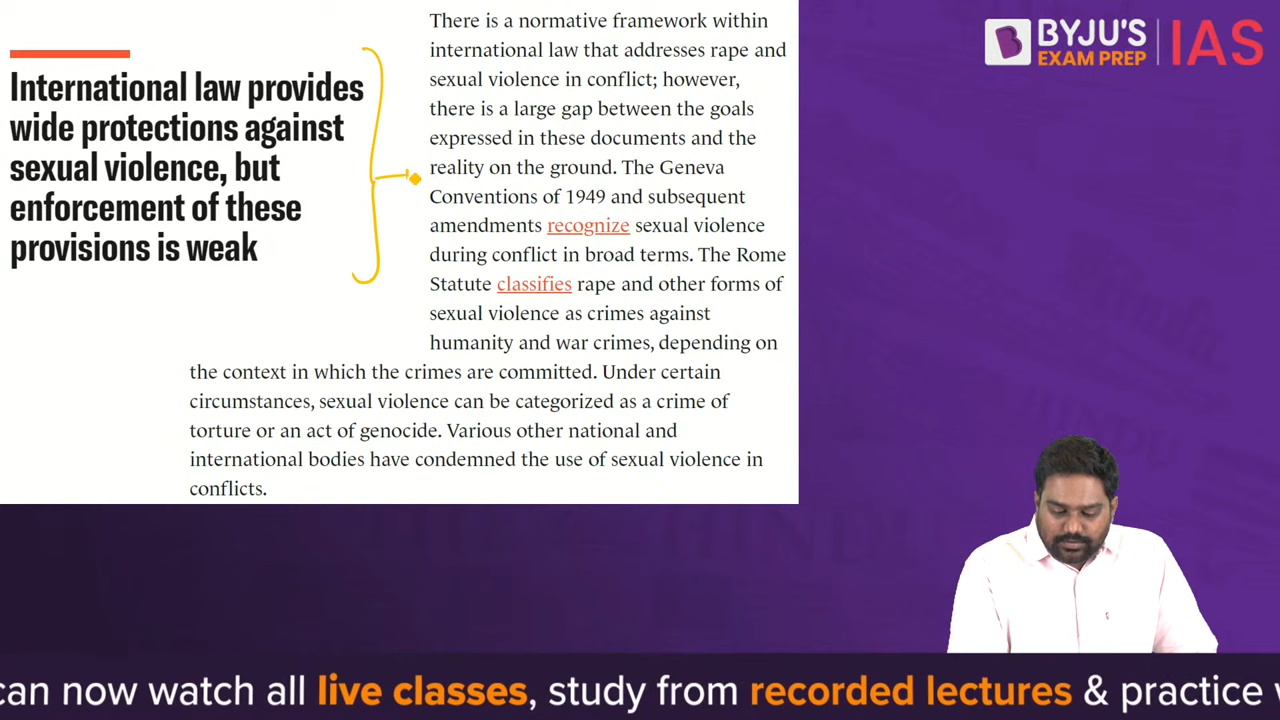 International law provides
wide protections against
sexual violence, but
enforcement of these
provisions is weak
There is a normative framework within
international law that addresses rape and
sexual violence in conflict; however,
there is a large gap between the goals
expressed in these documents and the
reality on the ground. The Geneva
Conventions of 1949 and subsequent
amendments recognize sexual violence
during conflict in broad terms. The Rome
Statute classifies rape and other forms of
sexual violence as crimes against
humanity and war crimes, depending on
the context in which the crimes are committed. Under certain
circumstances, sexual violence can be categorized as a crime of
torture or an act of genocide. Various other national and
international bodies have condemned the use of sexual violence in
conflicts.
BYJU'S
EXAM PREP
IAS
can now watch all live classes, study from recorded lectures & practice